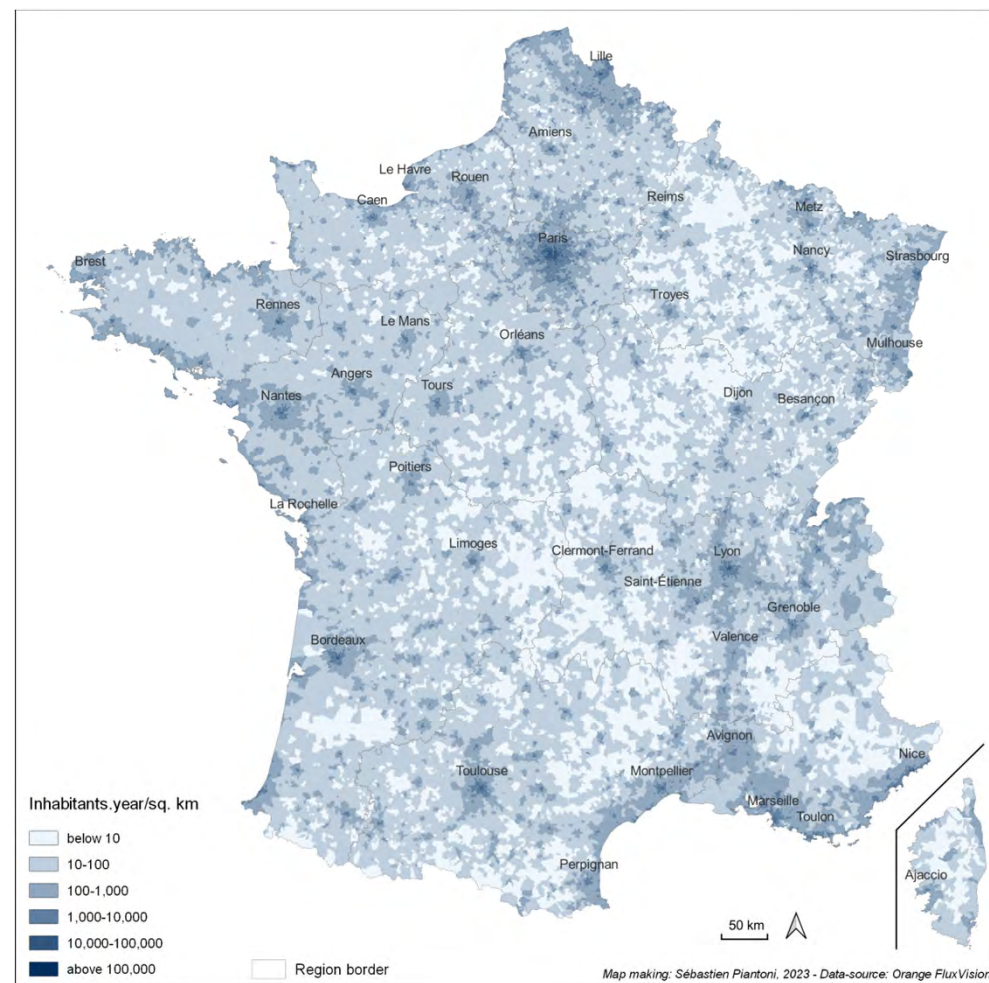 Lille
Amiens
Le Havre
Rouen
Caen
Reims
Metz
Paris
Nancy
Strasbourg
Brest
Rennes
Troyes
Le Mans
Orléans
Mulhouse
Angers
Tours
Nantes
Dijon
Besançon
Poitiers
La Rochelle
Limoges
Clermont-Ferrand
Lyon
Saint-Étienne
Grenoble
Bordeaux
Valence
Avignon
Nice
Toulouse
Montpellier
Marseille
Toulon
Perpignan
Ajaccio
Inhabitants.year/sq. km
below 10
10-100
100-1,000
1,000-10,000
10,000-100,000
above 100,000
Region border
50 km
Map making: Sébastien Piantoni, 2023 - Data-source: Orange FluxVision